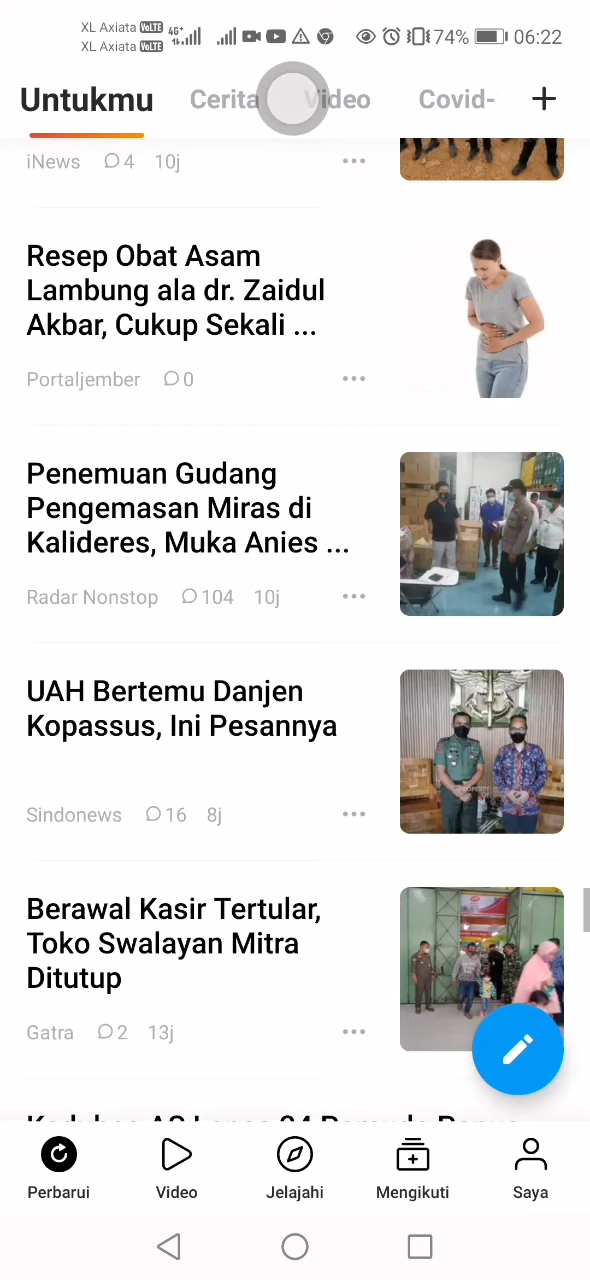 XL Axiata VoLTE
XL Axiata VoLTE
4G+
74%
06:22
Untukmu
Cerita
Video
Covid-
iNews 4 10j
Resep Obat Asam
Lambung ala dr. Zaidul
Akbar, Cukup Sekali ...
Portaljember 0
Penemuan Gudang
Pengemasan Miras di
Kalideres, Muka Anies ...
Radar Nonstop 104 10j
UAH Bertemu Danjen
Kopassus, Ini Pesannya
Sindonews 16 8j
Berawal Kasir Tertular,
Toko Swalayan Mitra
Ditutup
Gatra 2 13j
Perbarui
Video
Jelajahi
Mengikuti
Saya